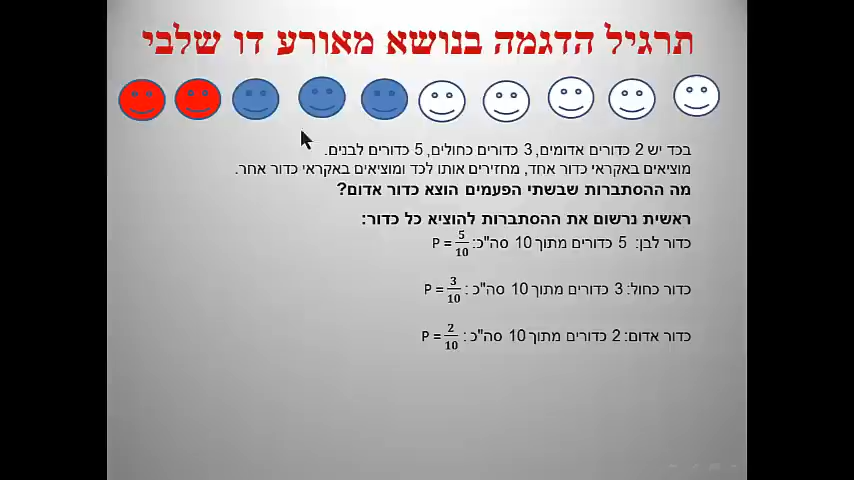 תרגיל הדגמה בנושא מאורע דו שלבי
בכד יש 2 כדורים אדומים, 3 כדורים כחולים, 5 כדורים לבנים.
מוציאים באקראי כדור אחד, מחזירים אותו לכד ומוציאים באקראי כדור אחר.
מה ההסתברות שבשתי הפעמים הוצא כדור אדום?
ראשית נרשום את ההסתברות להוציא כל כדור:
כדור לבן: 5 כדורים מתוך 10 סה"כ: P = 5/10
כדור כחול: 3 כדורים מתוך 10 סה"כ : P = 3/10
כדור אדום: 2 כדורים מתוך 10 סה"כ : P = 2/10